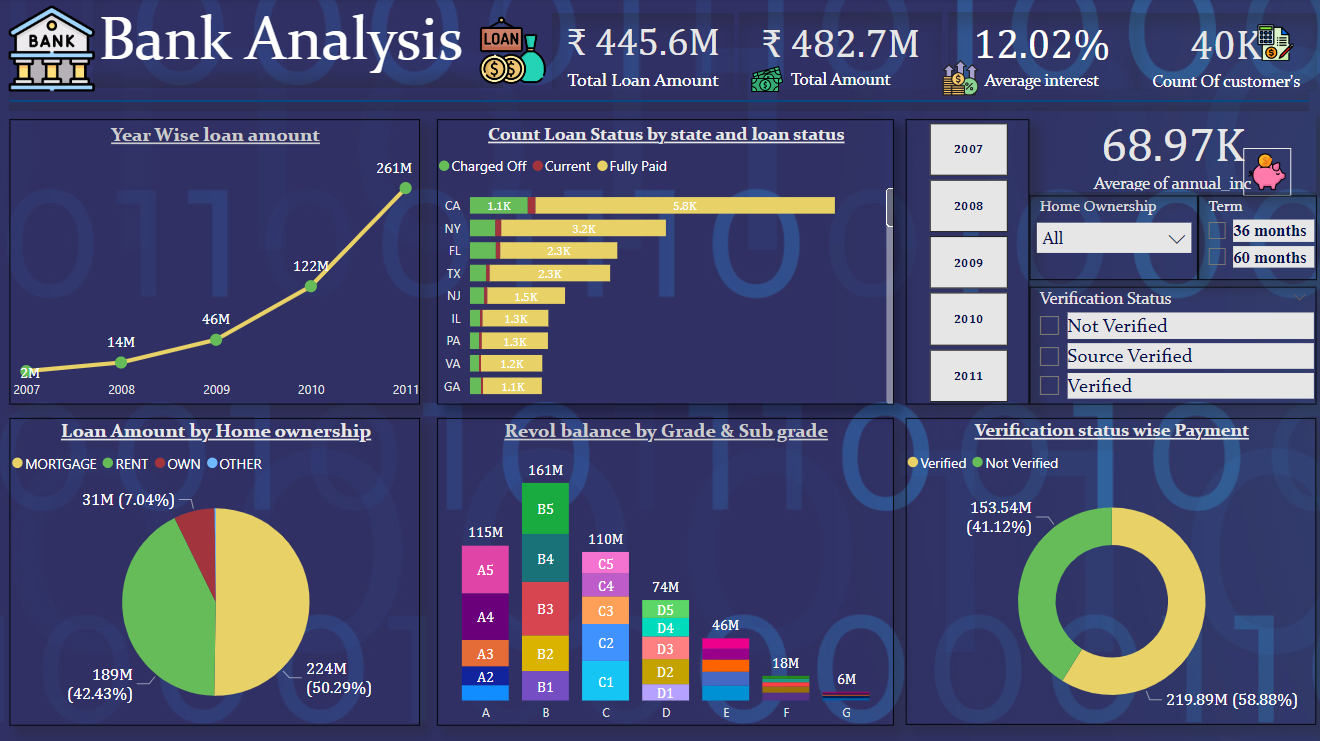 BANK
Bank Analysis
LOAN
₹ 445.6M
Total Loan Amount
₹ 482.7M
Total Amount
12.02%
Average interest
40K
Count Of customer's
Year Wise loan amount
261M
122M
46M
14M
2M
2007 2008 2009 2010 2011
Count Loan Status by state and loan status
Charged Off Current Fully Paid
CA 1.1K 5.8K
NY 3.2K
FL 2.3K
TX 2.3K
NJ 1.5K
IL 1.3K
PA 1.3K
VA 1.2K
GA 1.1K
2007
2008
2009
2010
2011
68.97K
Average of annual_inc
Home Ownership
All
Term
36 months
60 months
Verification Status
Not Verified
Source Verified
Verified
Loan Amount by Home ownership
MORTGAGE RENT OWN OTHER
31M (7.04%)
189M
(42.43%)
224M
(50.29%)
Revol balance by Grade & Sub grade
115M
A5
A4
A3
A2
161M
B5
B4
B3
B2
B1
110M
C5
C4
C3
C2
C1
74M
D5
D4
D3
D2
D1
46M
18M
6M
A B C D E F G
Verification status wise Payment
Verified Not Verified
153.54M
(41.12%)
219.89M (58.88%)